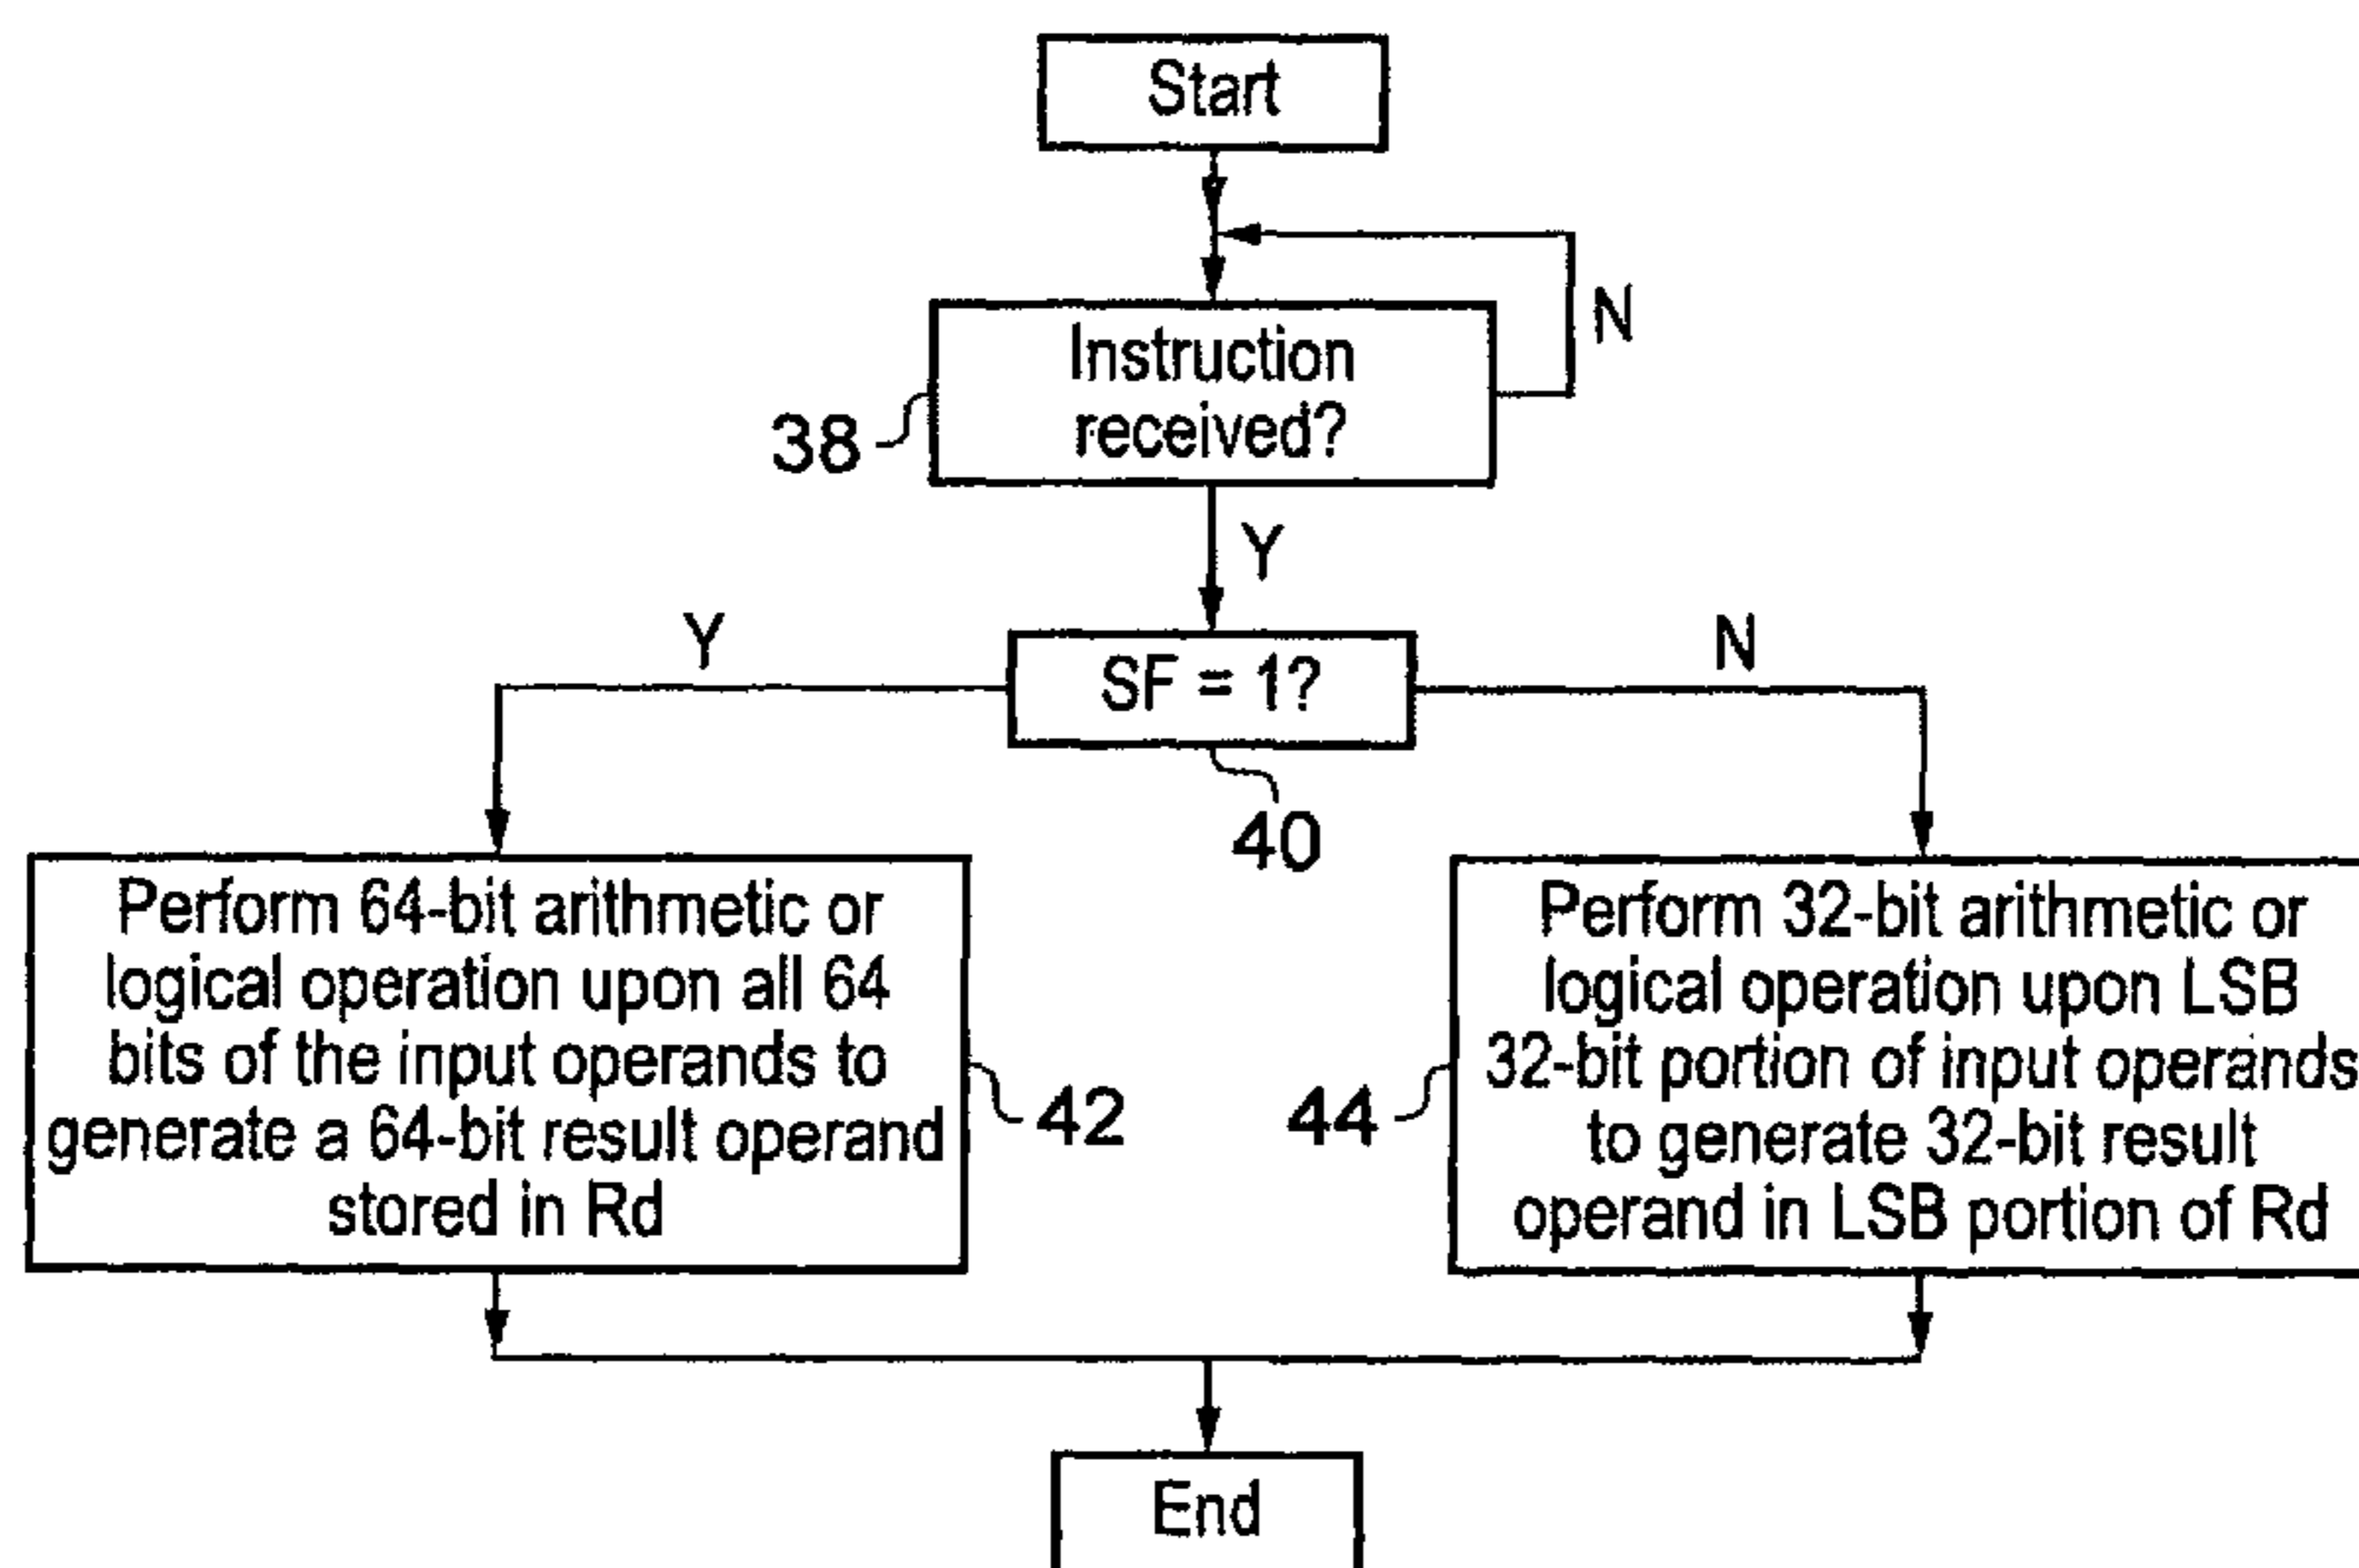 Start
N
Instruction
received?
38
Y
Y
SF = 1?
N
40
Perform 64-bit arithmetic or
logical operation upon all 64
bits of the input operands to
generate a 64-bit result operand
stored in Rd
42
44
Perform 32-bit arithmetic or
logical operation upon LSB
32-bit portion of input operands
to generate 32-bit result
operand in LSB portion of Rd
End